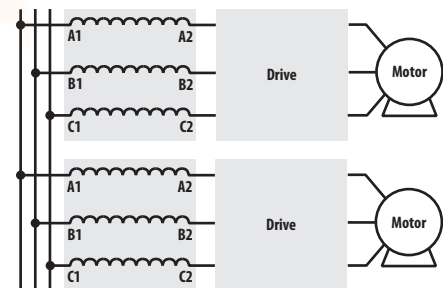 A1 A2
B1 B2
C1 C2
Drive
Motor
A1 A2
B1 B2
C1 C2
Drive
Motor